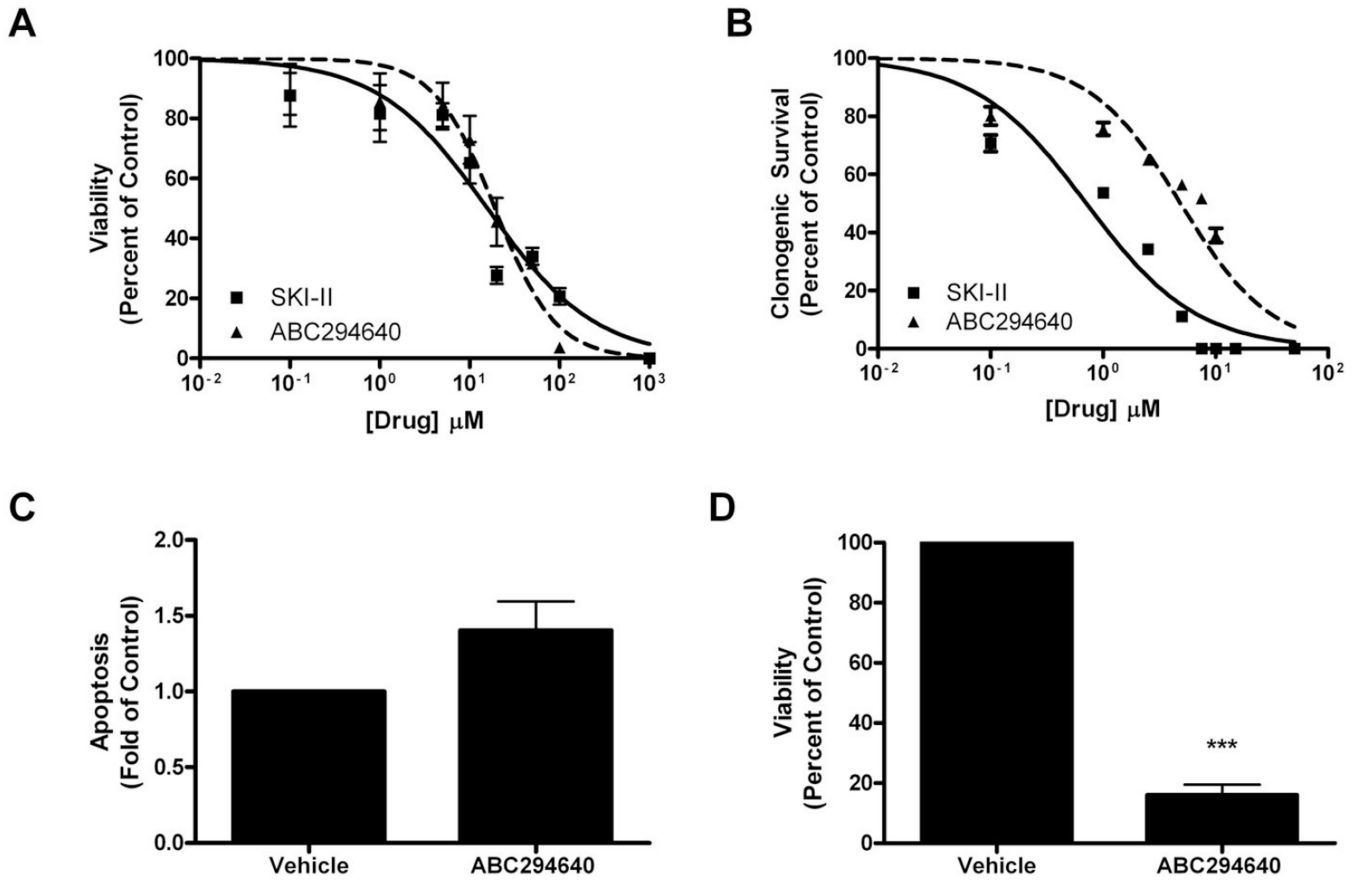 A
Viability
(Percent of Control)
100
80
60
40
20
0
SKI-II
ABC294640
10-2
10-1
100
101
102
103
[Drug] μM
B
Clonogenic Survival
(Percent of Control)
100
80
60
40
20
0
SKI-II
ABC294640
10-2
10-1
100
101
102
[Drug] μM
C
Apoptosis
(Fold of Control)
2.0
1.5
1.0
0.5
0.0
Vehicle
ABC294640
D
Viability
(Percent of Control)
100
80
60
40
20
0
***
Vehicle
ABC294640